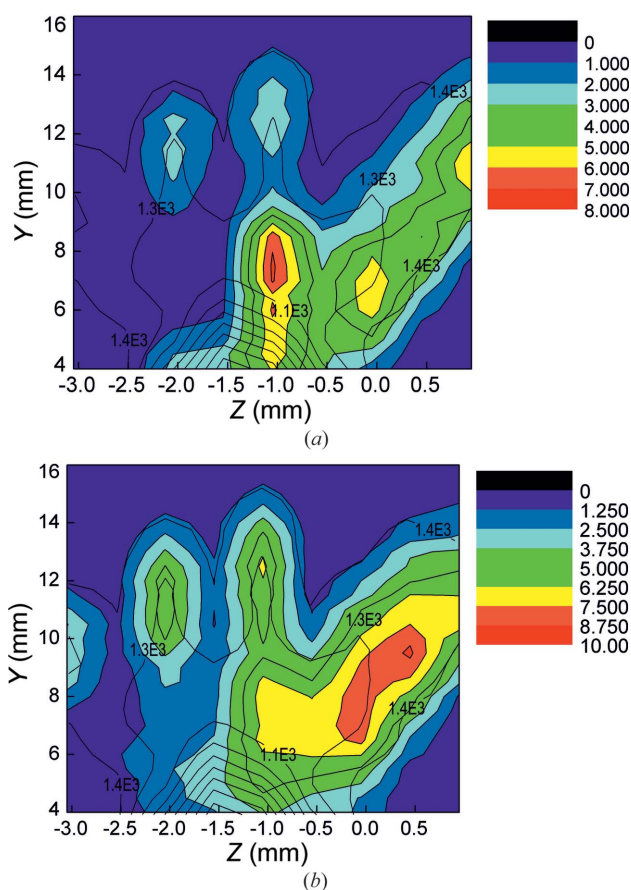 16
14
12
10
8
6
4
Y (mm)
1.4E3
1.3E3
1.3E3
1.4E3
1.1E3
1.4E3
-3.0 -2.5 -2.0 -1.5 -1.0 -0.5 0.0 0.5
Z (mm)
0
1.000
2.000
3.000
4.000
5.000
6.000
7.000
8.000
(a)
16
14
12
10
8
6
4
Y (mm)
1.4E3
1.3E3
1.3E3
1.4E3
1.1E3
1.4E3
-3.0 -2.5 -2.0 -1.5 -1.0 -0.5 0.0 0.5
Z (mm)
0
1.250
2.500
3.750
5.000
6.250
7.500
8.750
10.00
(b)